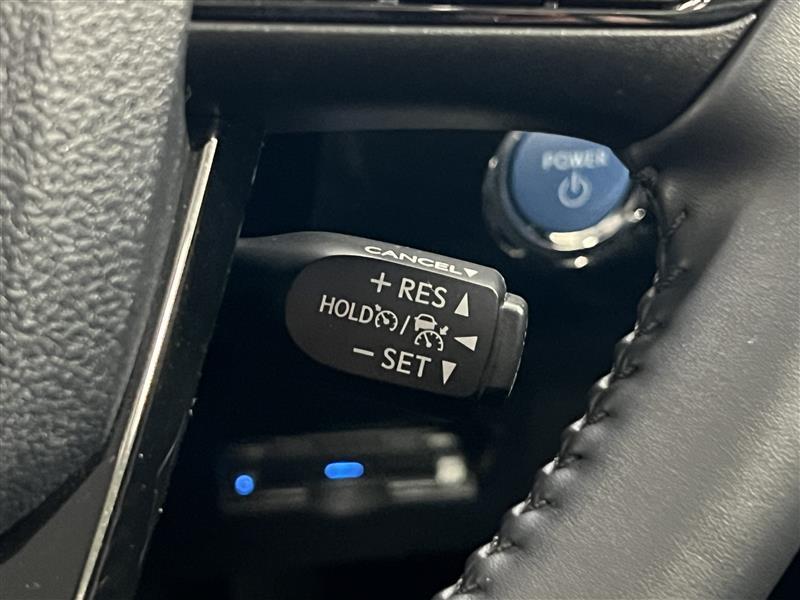 POWER
CANCEL▼
+ RES ▲
HOLD / ◀
− SET ▼